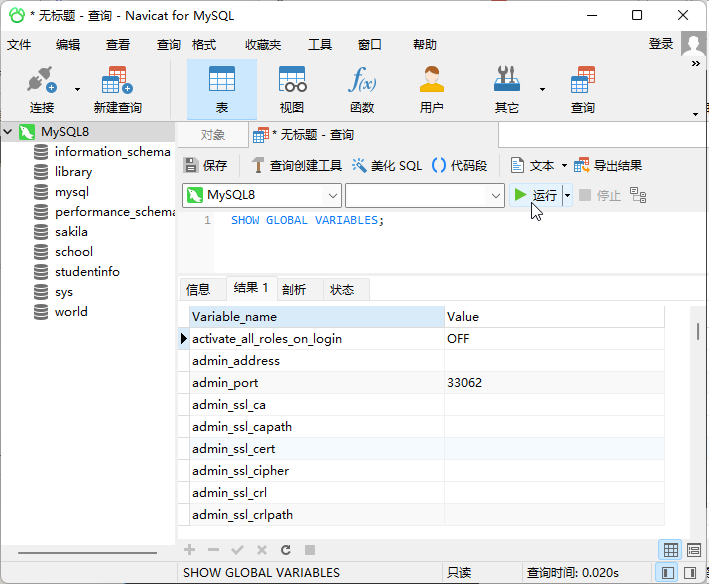 * 无标题 - 查询 - Navicat for MySQL
文件 编辑 查看 查询 格式 收藏夹 工具 窗口 帮助 登录
连接 新建查询 表 视图 函数 用户 其它 查询
f(x)
MySQL8
information_schema
library
mysql
performance_schema
sakila
school
studentinfo
sys
world
对象 * 无标题 - 查询
保存 查询创建工具 美化 SQL 代码段 文本 导出结果
MySQL8 运行 停止
1 SHOW GLOBAL VARIABLES;
信息 结果 1 剖析 状态
Variable_name Value
activate_all_roles_on_login OFF
admin_address
admin_port 33062
admin_ssl_ca
admin_ssl_capath
admin_ssl_cert
admin_ssl_cipher
admin_ssl_crl
admin_ssl_crlpath
SHOW GLOBAL VARIABLES 只读 查询时间: 0.020s